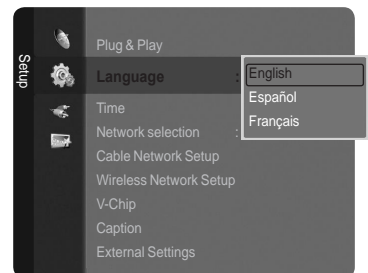 Setup
Plug & Play
Language : English
Español
Français
Time
Network selection :
Cable Network Setup
Wireless Network Setup
V-Chip
Caption
External Settings